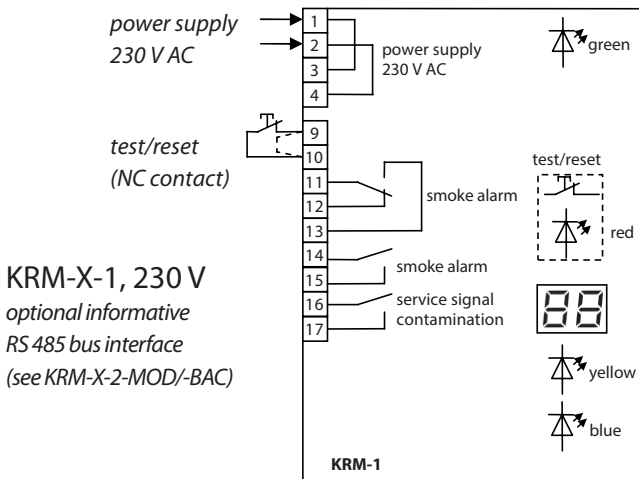 power supply
230 V AC
1
2
3
4
power supply
230 V AC
green
test/reset
(NC contact)
9
10
11
12
13
14
15
16
17
smoke alarm
smoke alarm
service signal
contamination
test/reset
red
88
yellow
blue
KRM-X-1, 230 V
optional informative
RS 485 bus interface
(see KRM-X-2-MOD/-BAC)
KRM-1